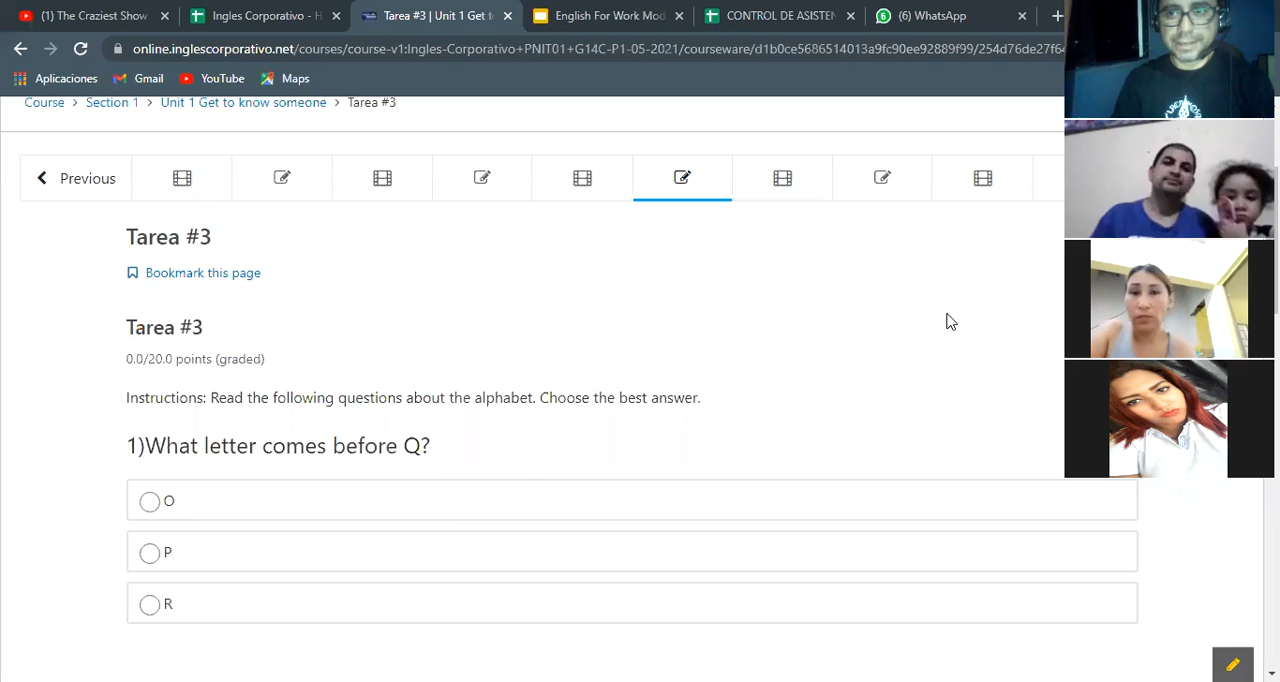 (1) The Craziest Show
Ingles Corporativo - H
Tarea #3 | Unit 1 Get t
English For Work Mod
CONTROL DE ASISTEN
(6) WhatsApp
online.inglescorporativo.net/courses/course-v1:Ingles-Corporativo+PNIT01+G14C-P1-05-2021/courseware/d1b0ce5686514013a9fc90ee92889f99/254d76de27f64
Aplicaciones
Gmail
YouTube
Maps
Course > Section 1 > Unit 1 Get to know someone > Tarea #3
Previous
Tarea #3
Bookmark this page
Tarea #3
0.0/20.0 points (graded)
Instructions: Read the following questions about the alphabet. Choose the best answer.
1)What letter comes before Q?
O
P
R